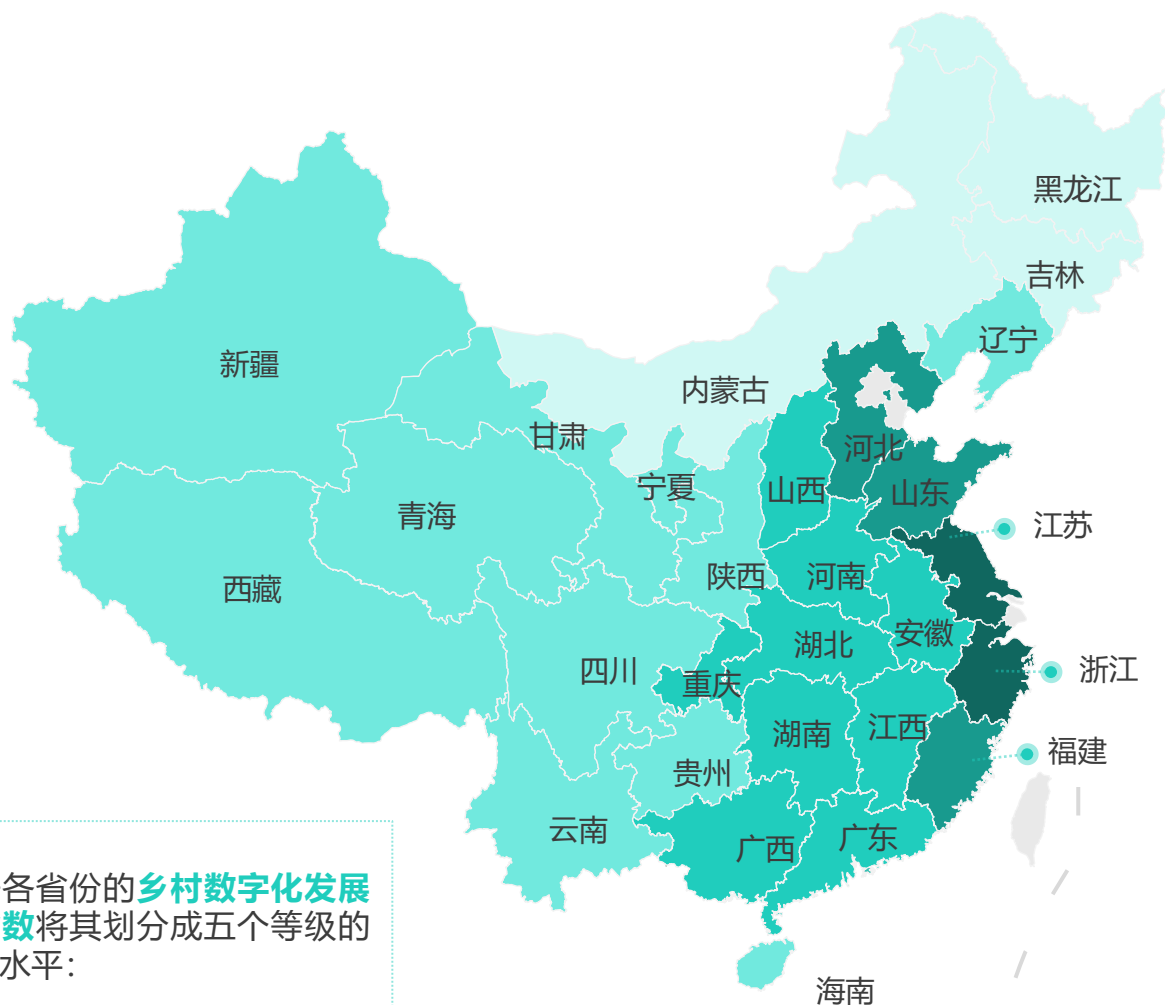 黑龙江
吉林
辽宁
新疆
内蒙古
甘肃
河北
宁夏
山西
山东
青海
江苏
西藏
陕西
河南
安徽
湖北
四川
重庆
浙江
湖南
江西
福建
贵州
云南
广西
广东
各省份的乡村数字化发展
数将其划分成五个等级的
水平：
海南